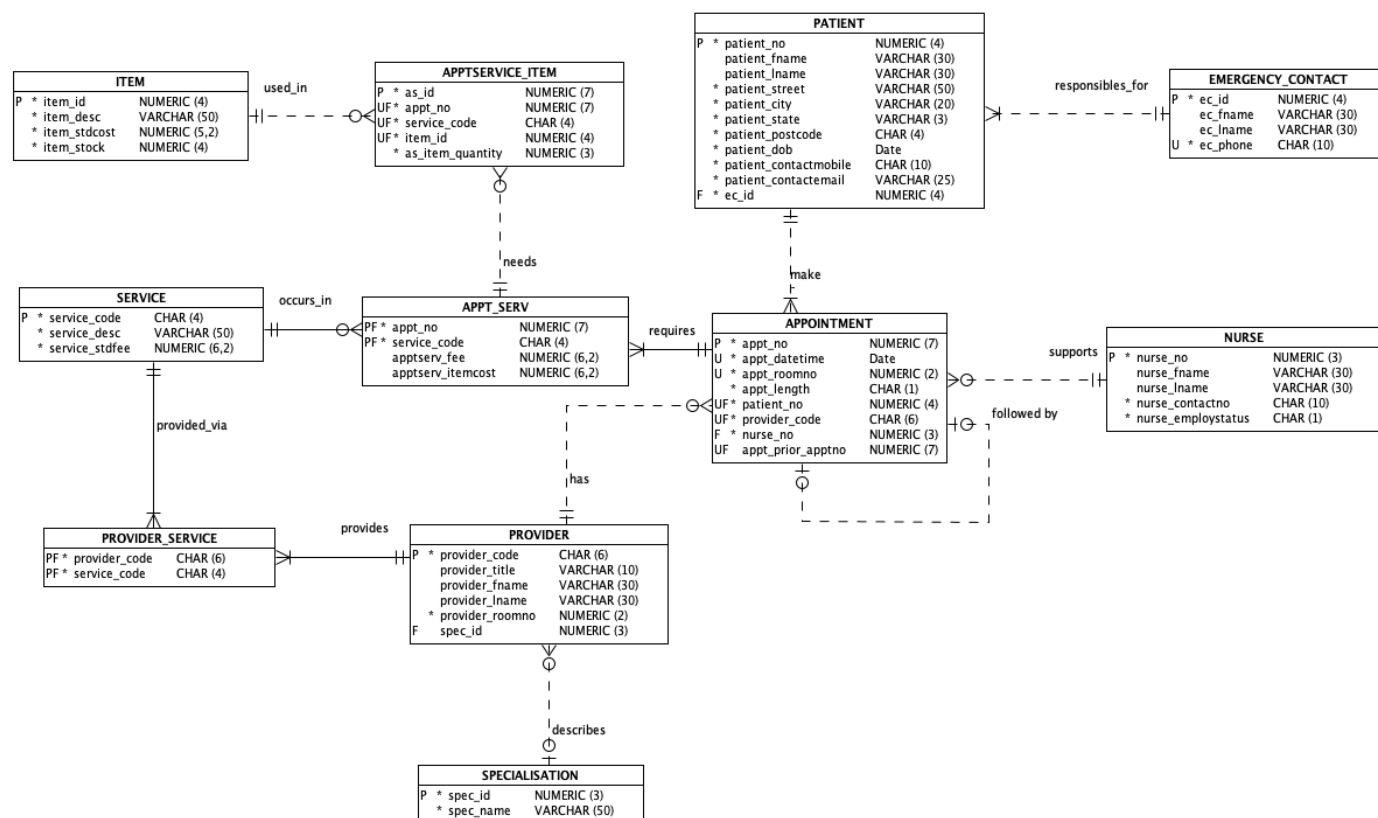 PATIENT
P * patient_no NUMERIC (4)
patient_fname VARCHAR (30)
patient_lname VARCHAR (30)
* patient_street VARCHAR (50)
* patient_city VARCHAR (20)
* patient_state VARCHAR (3)
* patient_postcode CHAR (4)
* patient_dob Date
* patient_contactmobile CHAR (10)
* patient_contactemail VARCHAR (25)
F * ec_id NUMERIC (4)
ITEM
P * item_id NUMERIC (4)
* item_desc VARCHAR (50)
* item_stdcost NUMERIC (5,2)
* item_stock NUMERIC (4)
used_in
APPTSERVICE_ITEM
P * as_id NUMERIC (7)
UF * appt_no NUMERIC (7)
UF * service_code CHAR (4)
UF * item_id NUMERIC (4)
* as_item_quantity NUMERIC (3)
responsibles_for
EMERGENCY_CONTACT
P * ec_id NUMERIC (4)
ec_fname VARCHAR (30)
ec_lname VARCHAR (30)
U * ec_phone CHAR (10)
needs
make
SERVICE
P * service_code CHAR (4)
* service_desc VARCHAR (50)
* service_stdfee NUMERIC (6,2)
occurs_in
APPT_SERV
PF * appt_no NUMERIC (7)
PF * service_code CHAR (4)
apptserv_fee NUMERIC (6,2)
apptserv_itemcost NUMERIC (6,2)
requires
APPOINTMENT
P * appt_no NUMERIC (7)
U * appt_datetime Date
U * appt_roomno NUMERIC (2)
* appt_length CHAR (1)
UF * patient_no NUMERIC (4)
UF * provider_code CHAR (6)
F * nurse_no NUMERIC (3)
UF appt_prior_apptno NUMERIC (7)
supports
NURSE
P * nurse_no NUMERIC (3)
nurse_fname VARCHAR (30)
nurse_lname VARCHAR (30)
* nurse_contactno CHAR (10)
* nurse_employstatus CHAR (1)
followed by
provided_via
has
PROVIDER_SERVICE
PF * provider_code CHAR (6)
PF * service_code CHAR (4)
provides
PROVIDER
P * provider_code CHAR (6)
provider_title VARCHAR (10)
provider_fname VARCHAR (30)
provider_lname VARCHAR (30)
* provider_roomno NUMERIC (2)
F spec_id NUMERIC (3)
describes
SPECIALISATION
P * spec_id NUMERIC (3)
* spec_name VARCHAR (50)